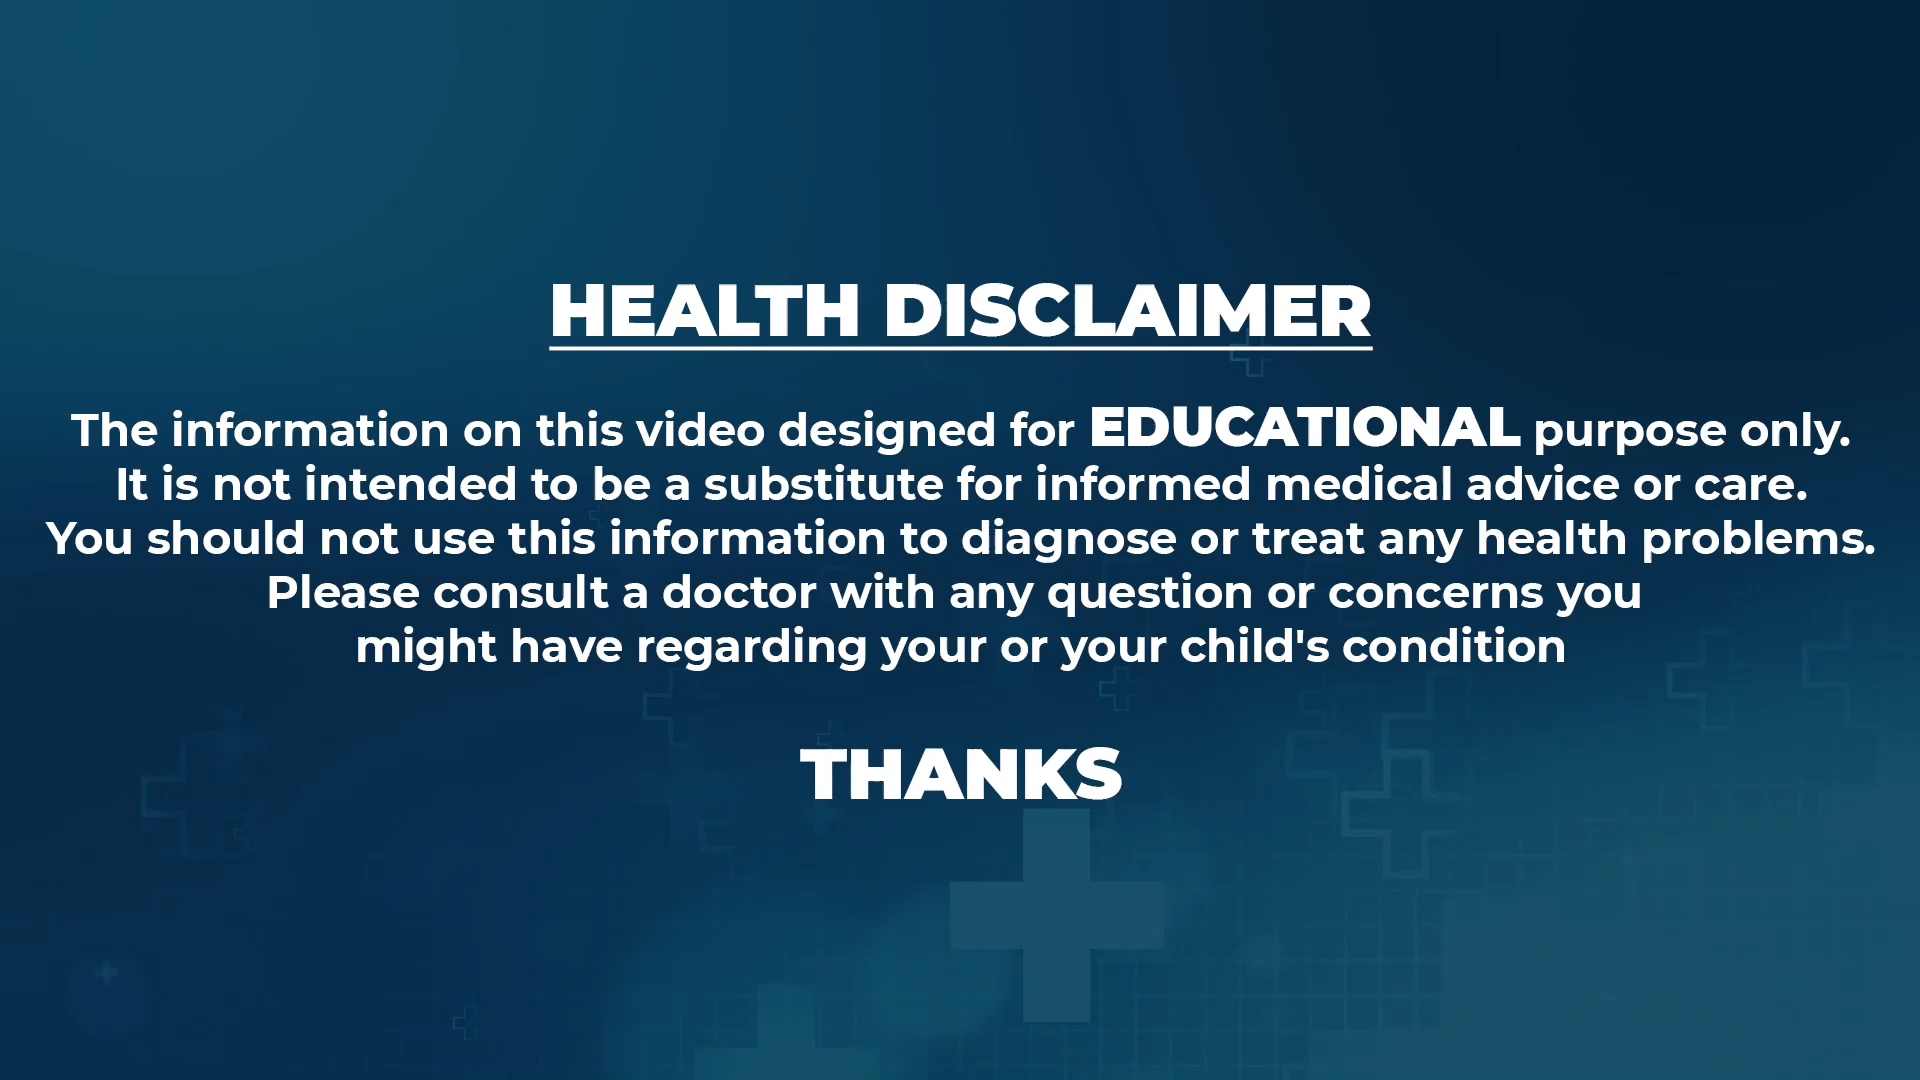 HEALTH DISCLAIMER
The information on this video designed for EDUCATIONAL purpose only.
It is not intended to be a substitute for informed medical advice or care.
You should not use this information to diagnose or treat any health problems.
Please consult a doctor with any question or concerns you
might have regarding your or your child's condition
THANKS